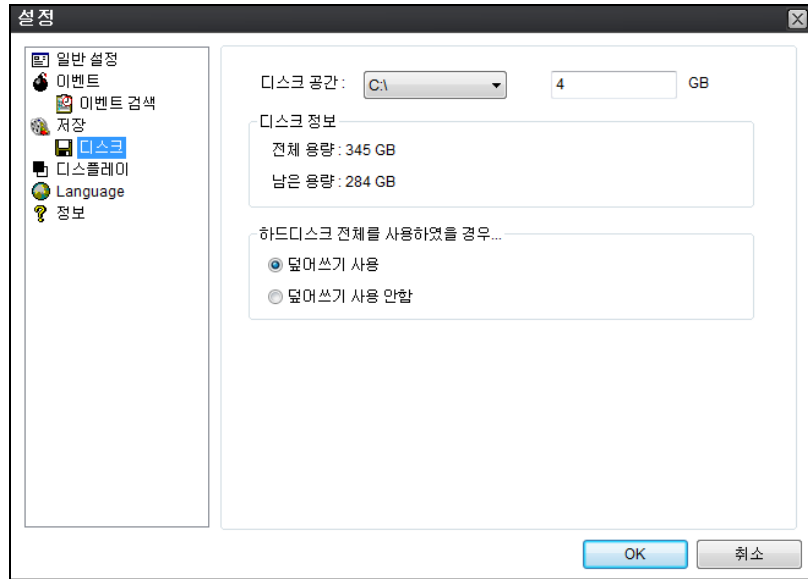 설정
일반 설정
이벤트
이벤트 검색
저장
디스크
디스플레이
Language
정보
디스크 공간 : C:\ 4 GB
디스크 정보
전체 용량 : 345 GB
남은 용량 : 284 GB
하드디스크 전체를 사용하였을 경우...
덮어쓰기 사용
덮어쓰기 사용 안함
OK 취소